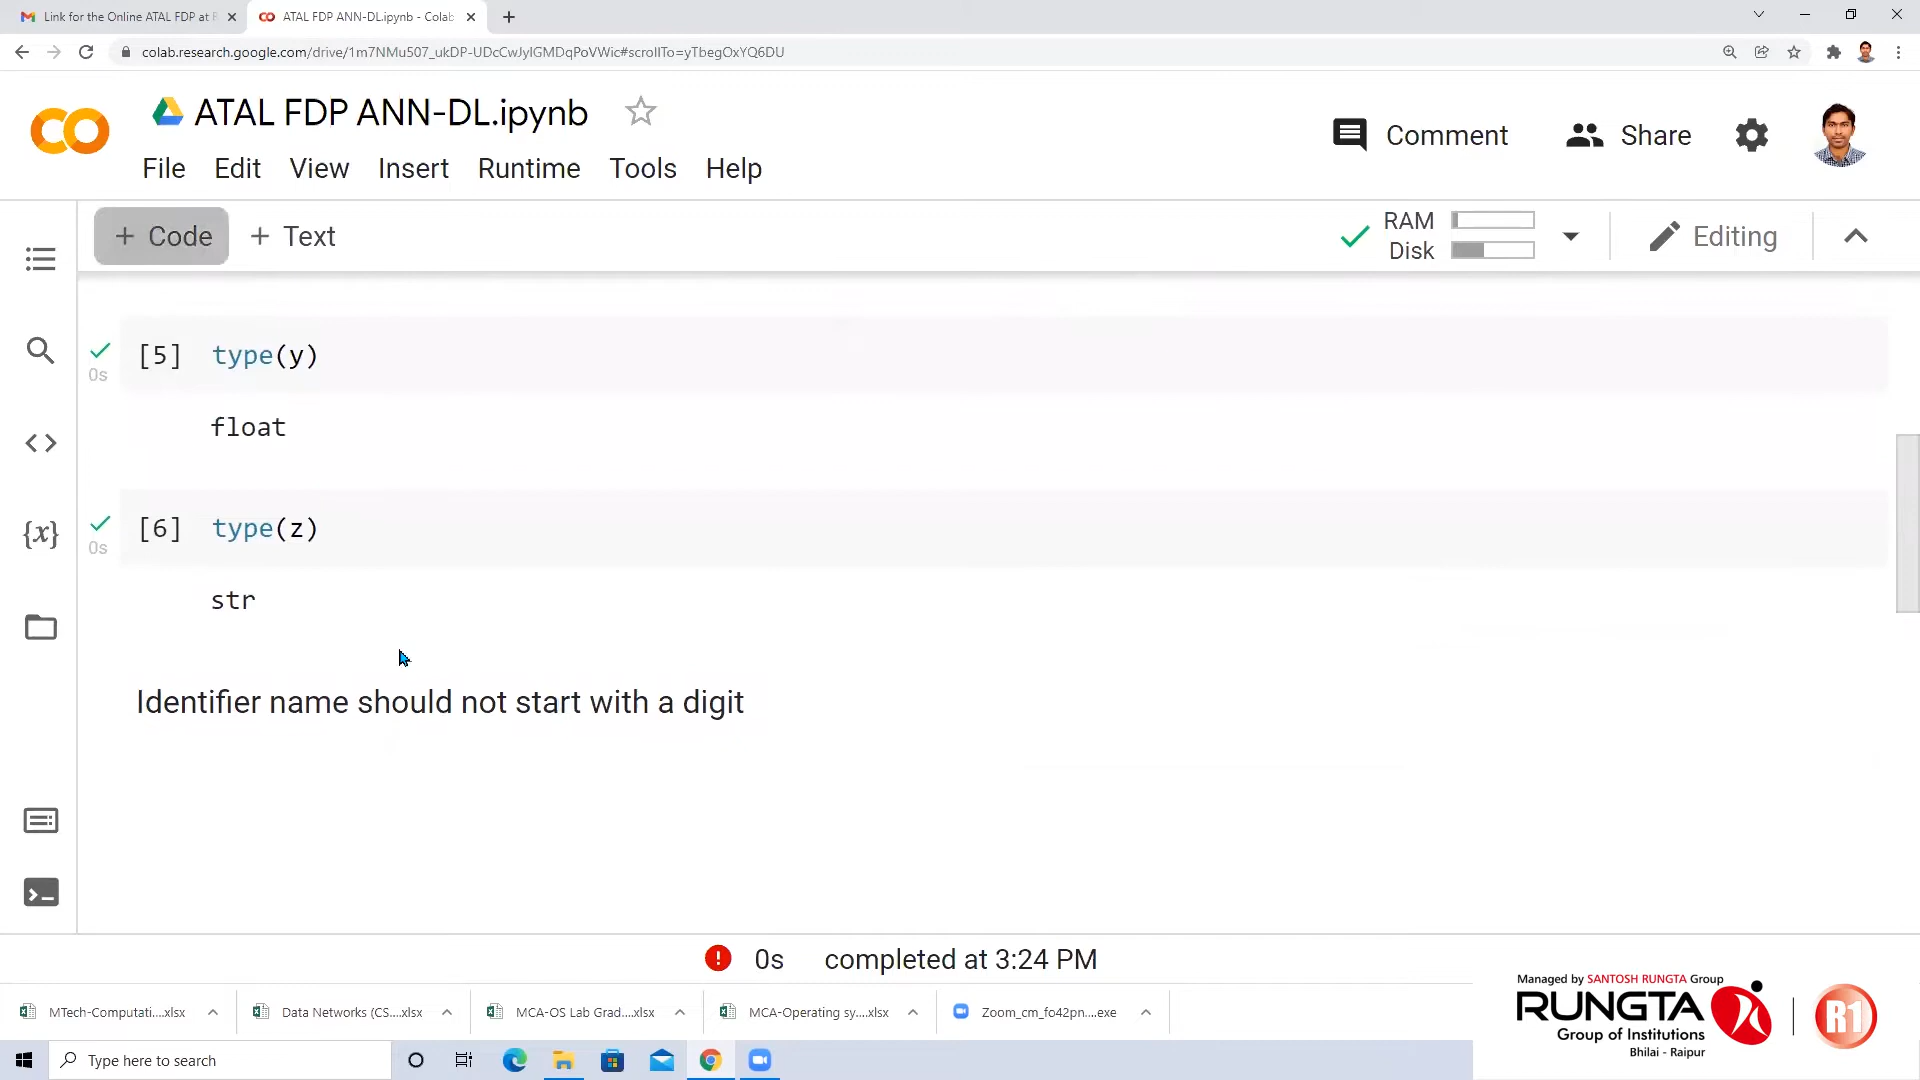 Link for the Online ATAL FDP at
ATAL FDP ANN-DL.ipynb - Colab
colab.research.google.com/drive/1m7NMu507_ukDP-UDcCwJyIGMDqPoVWic#scrollTo=yTbegOxYQ6DU
CO
ATAL FDP ANN-DL.ipynb
Comment
Share
File Edit View Insert Runtime Tools Help
+ Code + Text
RAM
Disk
Editing
[5] type(y)
0s
float
[6] type(z)
0s
str
{x}
Identifier name should not start with a digit
0s completed at 3:24 PM
MTech-Computati....xlsx
Data Networks (CS....xlsx
MCA-OS Lab Grad....xlsx
MCA-Operating sy....xlsx
Zoom_cm_fo42pn....exe
Managed by SANTOSH RUNGTA Group
RUNGTA
Group of Institutions
Bhilai - Raipur
R1
Type here to search